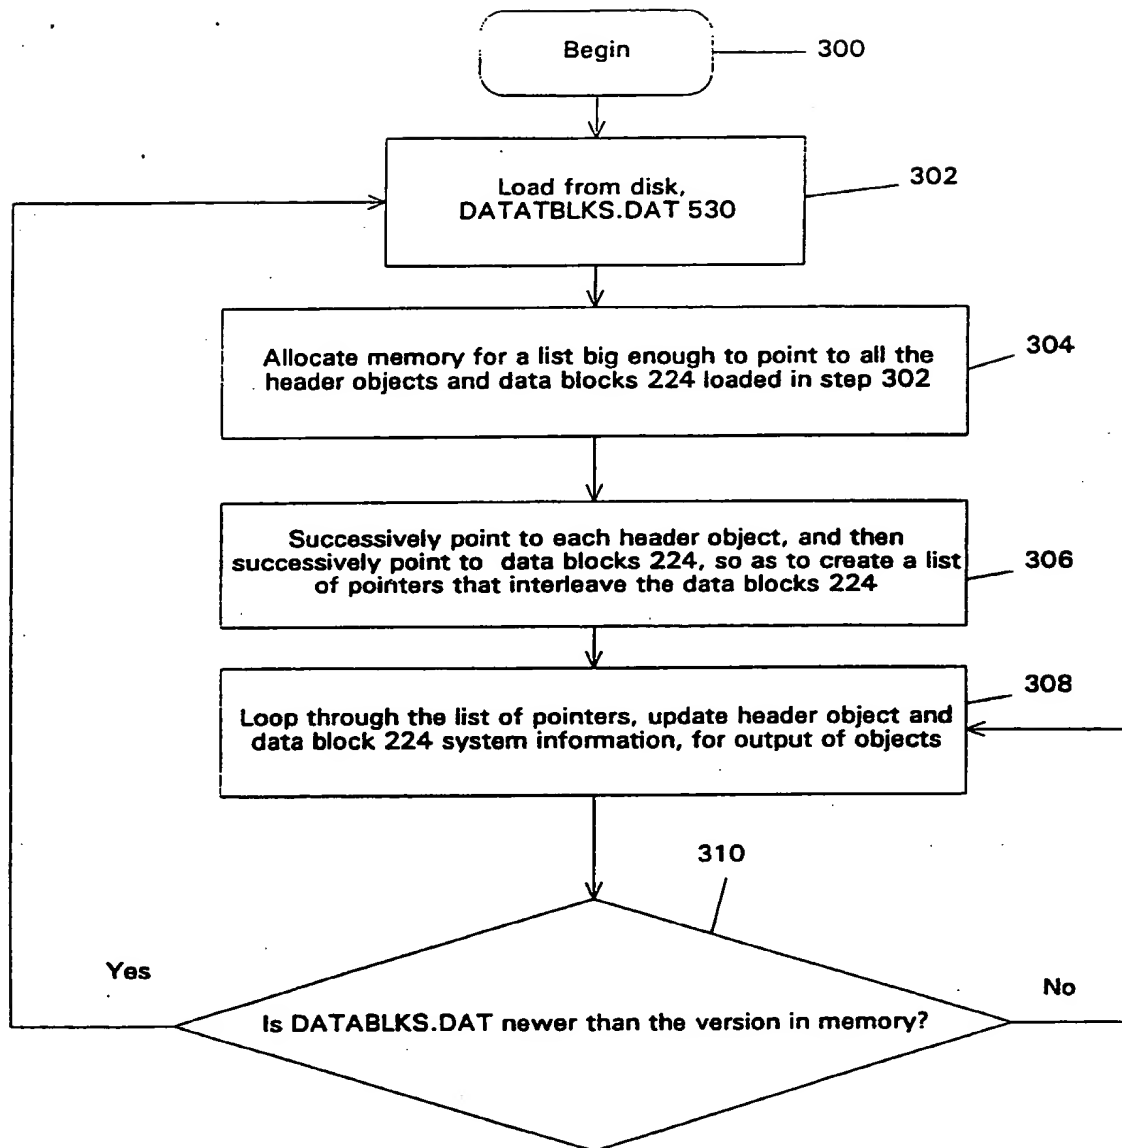 Begin
300
Load from disk,
DATATBLKS.DAT 530
302
Allocate memory for a list big enough to point to all the
header objects and data blocks 224 loaded in step 302
304
Successively point to each header object, and then
successively point to data blocks 224, so as to create a list
of pointers that interleave the data blocks 224
306
Loop through the list of pointers, update header object and
data block 224 system information, for output of objects
308
310
Yes
No
Is DATABLKS.DAT newer than the version in memory?